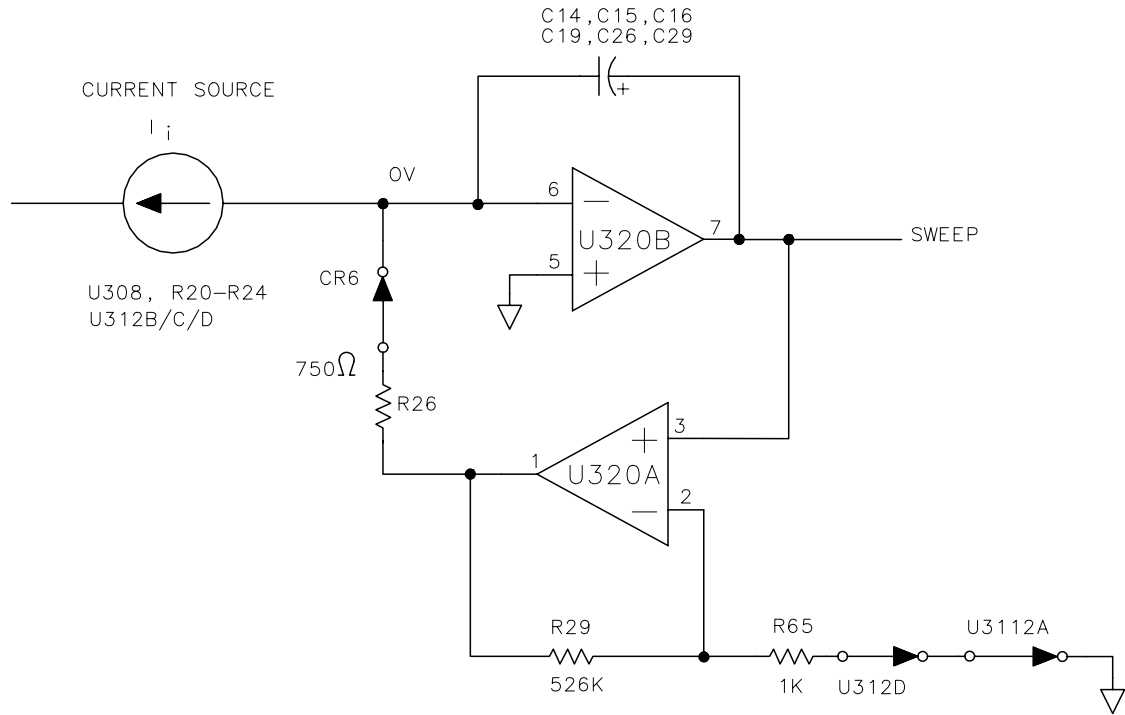 C14,C15,C16
C19,C26,C29
+
CURRENT SOURCE
I i
0V
6
−
U320B
7
SWEEP
5
+
CR6
U308, R20−R24
U312B/C/D
750Ω
R26
3
+
1
U320A
2
−
R29
R65
U3112A
526K
1K
U312D